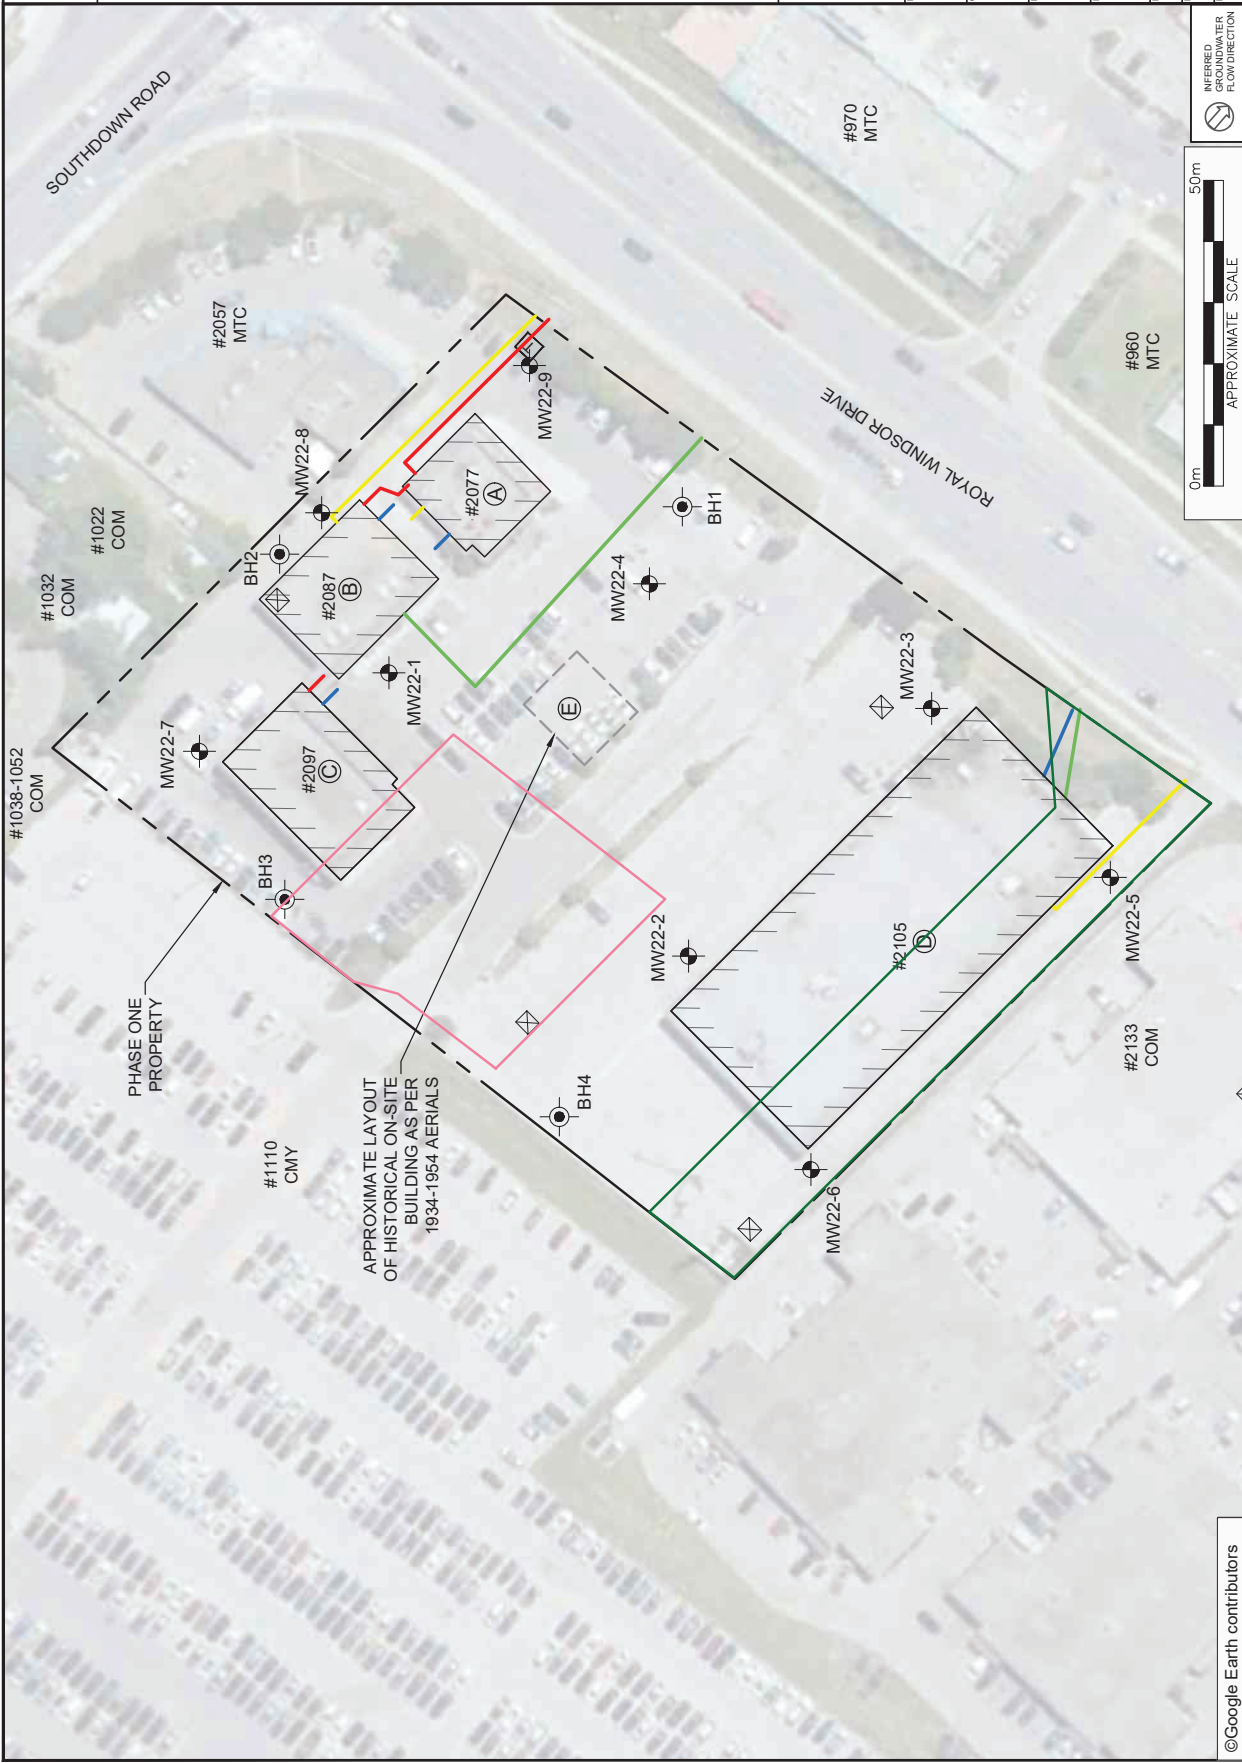 SOUTHDOWN ROAD
#2057
MTC
#970
MTC
INFERRED
GROUNDWATER
FLOW DIRECTION
#1022
COM
#1032
COM
#1038-1052
COM
MW22-8
BH2
MW22-7
MW22-9
#2077
A
#2087
B
#2097
C
MW22-1
MW22-4
BH1
ROYAL WINDSOR DRIVE
#960
MTC
0m
50m
APPROXIMATE SCALE
E
MW22-3
BH3
PHASE ONE
PROPERTY
#1110
CMY
APPROXIMATE LAYOUT
OF HISTORICAL ON-SITE
BUILDING AS PER
1934-1954 AERIALS
BH4
MW22-2
#2105
D
MW22-5
MW22-6
#2133
COM
©Google Earth contributors